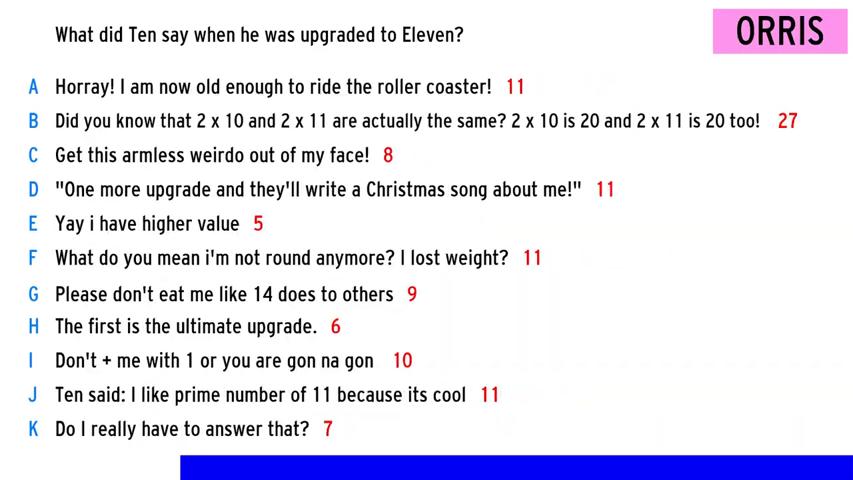 What did Ten say when he was upgraded to Eleven?
ORRIS
A Horray! I am now old enough to ride the roller coaster! 11
B Did you know that 2 x 10 and 2 x 11 are actually the same? 2 x 10 is 20 and 2 x 11 is 20 too! 27
C Get this armless weirdo out of my face! 8
D "One more upgrade and they'll write a Christmas song about me!" 11
E Yay i have higher value 5
F What do you mean i'm not round anymore? I lost weight? 11
G Please don't eat me like 14 does to others 9
H The first is the ultimate upgrade. 6
I Don't + me with 1 or you are gon na gon 10
J Ten said: I like prime number of 11 because its cool 11
K Do I really have to answer that? 7